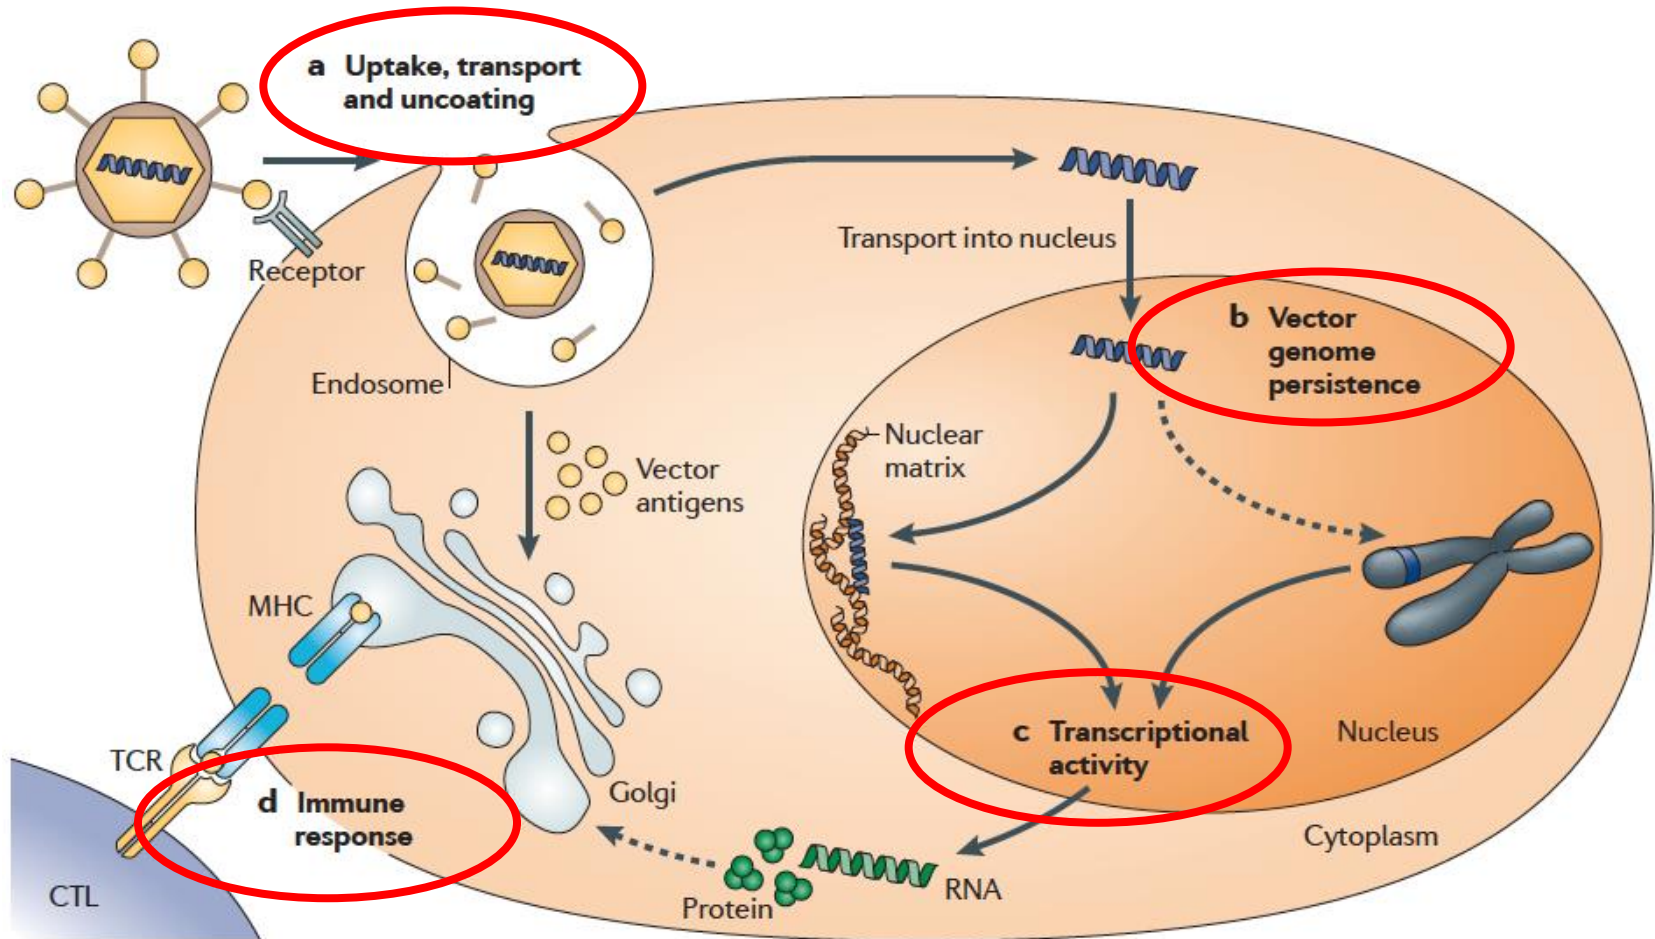 a Uptake, transport
and uncoating
Receptor
Endosome
Transport into nucleus
b Vector
genome
persistence
Nuclear
matrix
Vector
antigens
MHC
TCR
d Immune
response
CTL
Golgi
c Transcriptional
activity
Nucleus
Cytoplasm
RNA
Protein